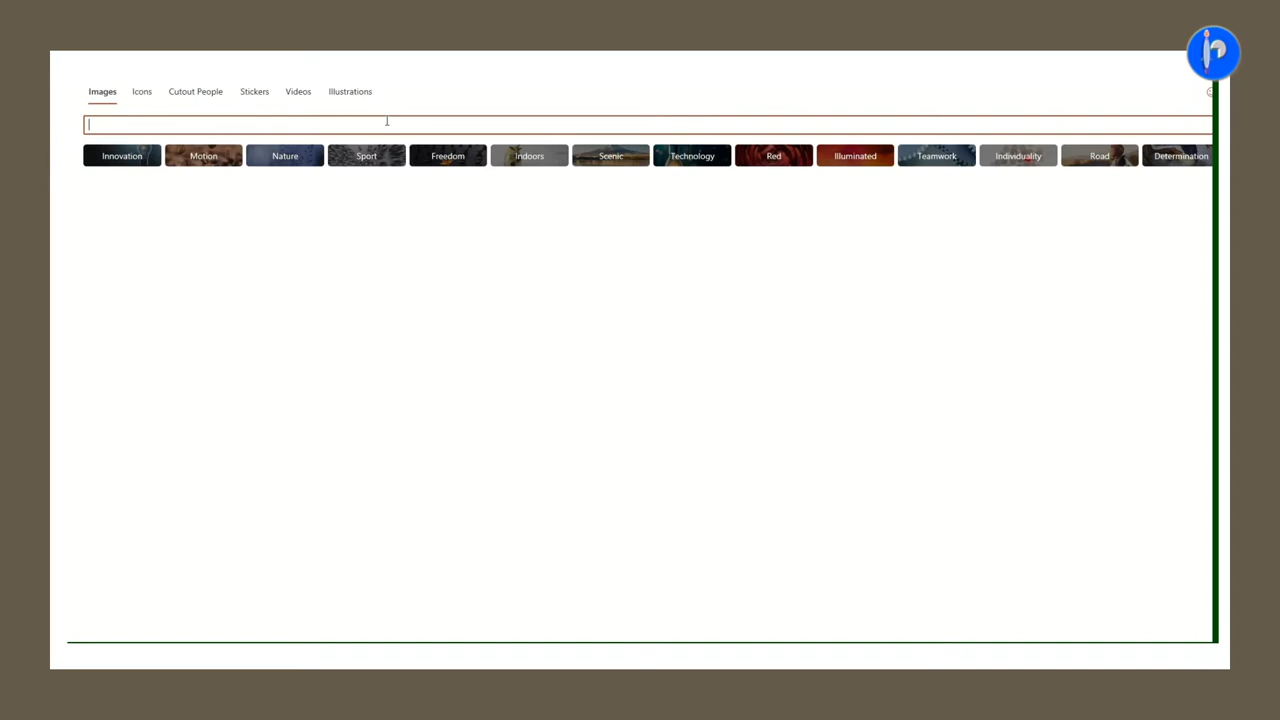 Images Icons Cutout People Stickers Videos Illustrations
Innovation Motion Nature Sport Freedom Indoors Scenic Technology Red Illuminated Teamwork Individuality Road Determination